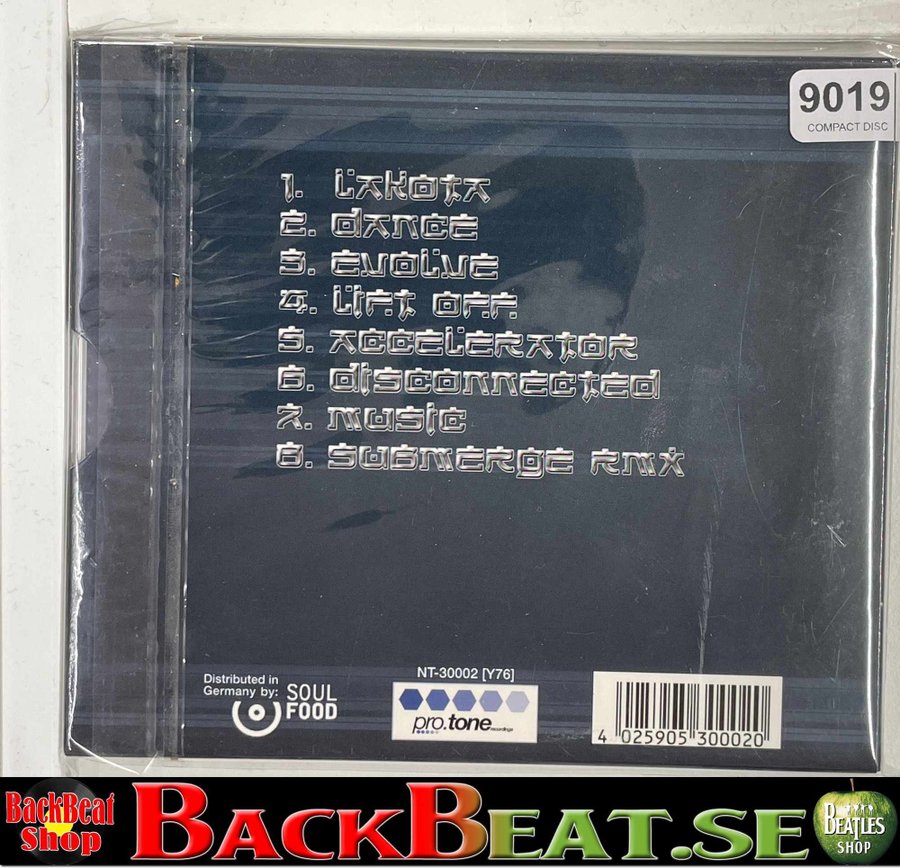 9019
COMPACT DISC
1. Lakota
2. Dance
3. Evolve
4. Lift Off
5. Accelerator
6. Disconnected
7. Music
8. Submerge RMX
Distributed in
Germany by:
SOUL
FOOD
NT-30002 [Y76]
pro.tone
recordings
4 025905 300020
BackBeat
Shop
BACKBEAT.SE
BEATLES
SHOP